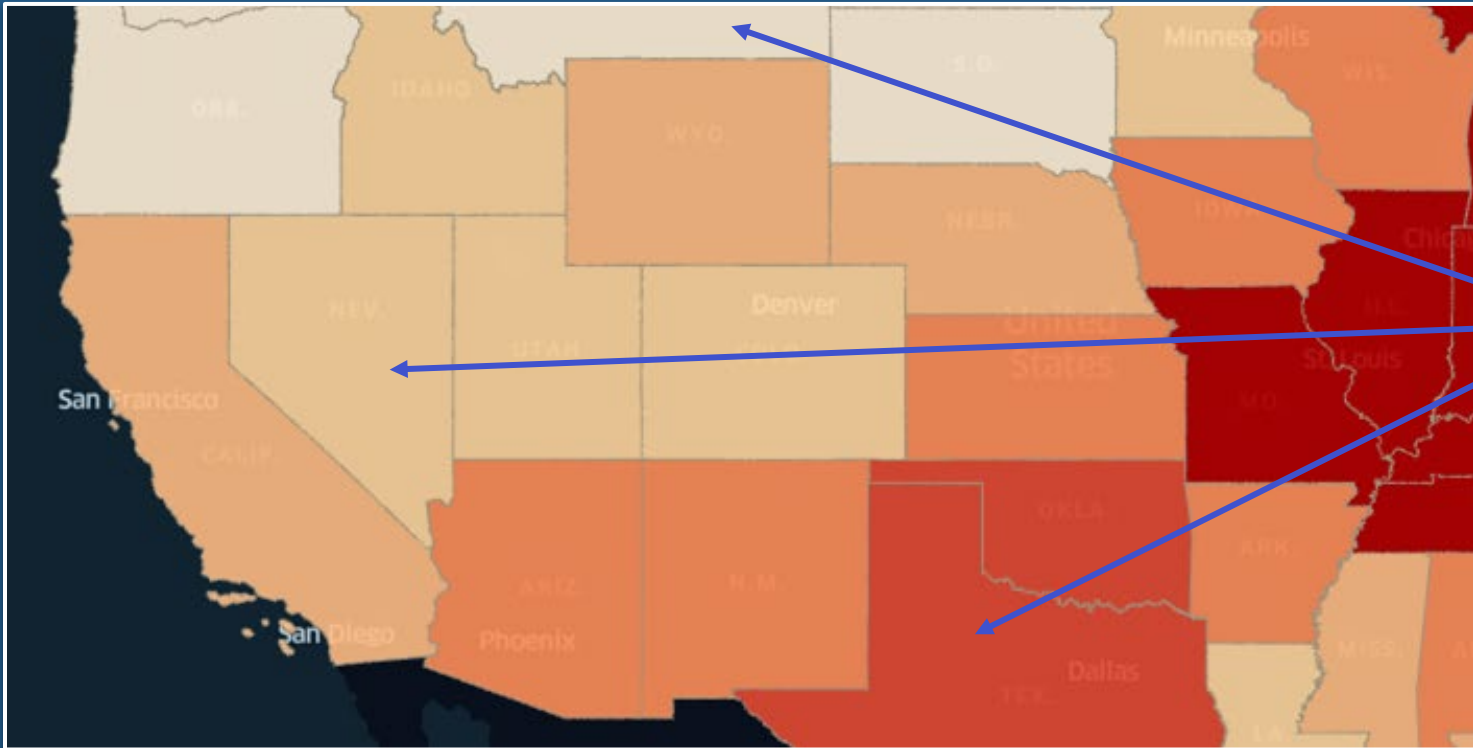 Minneapolis
S.D.
WIS.
IDAHO
ORE.
WYO.
IOWA
NEBR.
Chica
Denver
NEV.
ILL.
United
States
UTAH
COLO.
St. Louis
San Francisco
MO.
CALIF.
OKLA.
ARK.
ARIZ.
N.M.
San Diego
Phoenix
MISS.
A
Dallas
TEX.
LA.